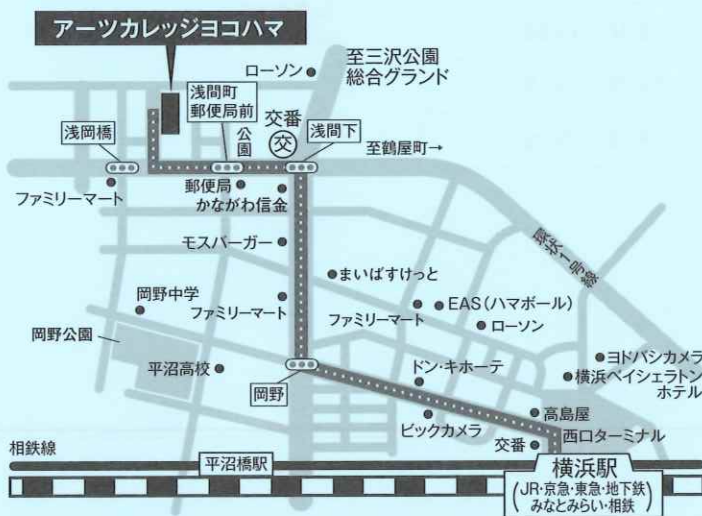 アーツカレッジヨコハマ
ローソン
至三沢公園
総合グランド
浅間町
郵便局前
交番
交
浅間下
浅岡橋
公園
至鶴屋町→
ファミリーマート
郵便局
かながわ信金
モスバーガー
環状1号線
まいばすけっと
岡野中学
ファミリーマート
ファミリーマート
EAS(ハマボール)
ローソン
岡野公園
平沼高校
岡野
ドン・キホーテ
ヨドバシカメラ
横浜ベイシェラトン
ホテル
ビックカメラ
高島屋
西口ターミナル
交番
相鉄線
平沼橋駅
横浜駅
(JR・京急・東急・地下鉄
みなとみらい・相鉄)